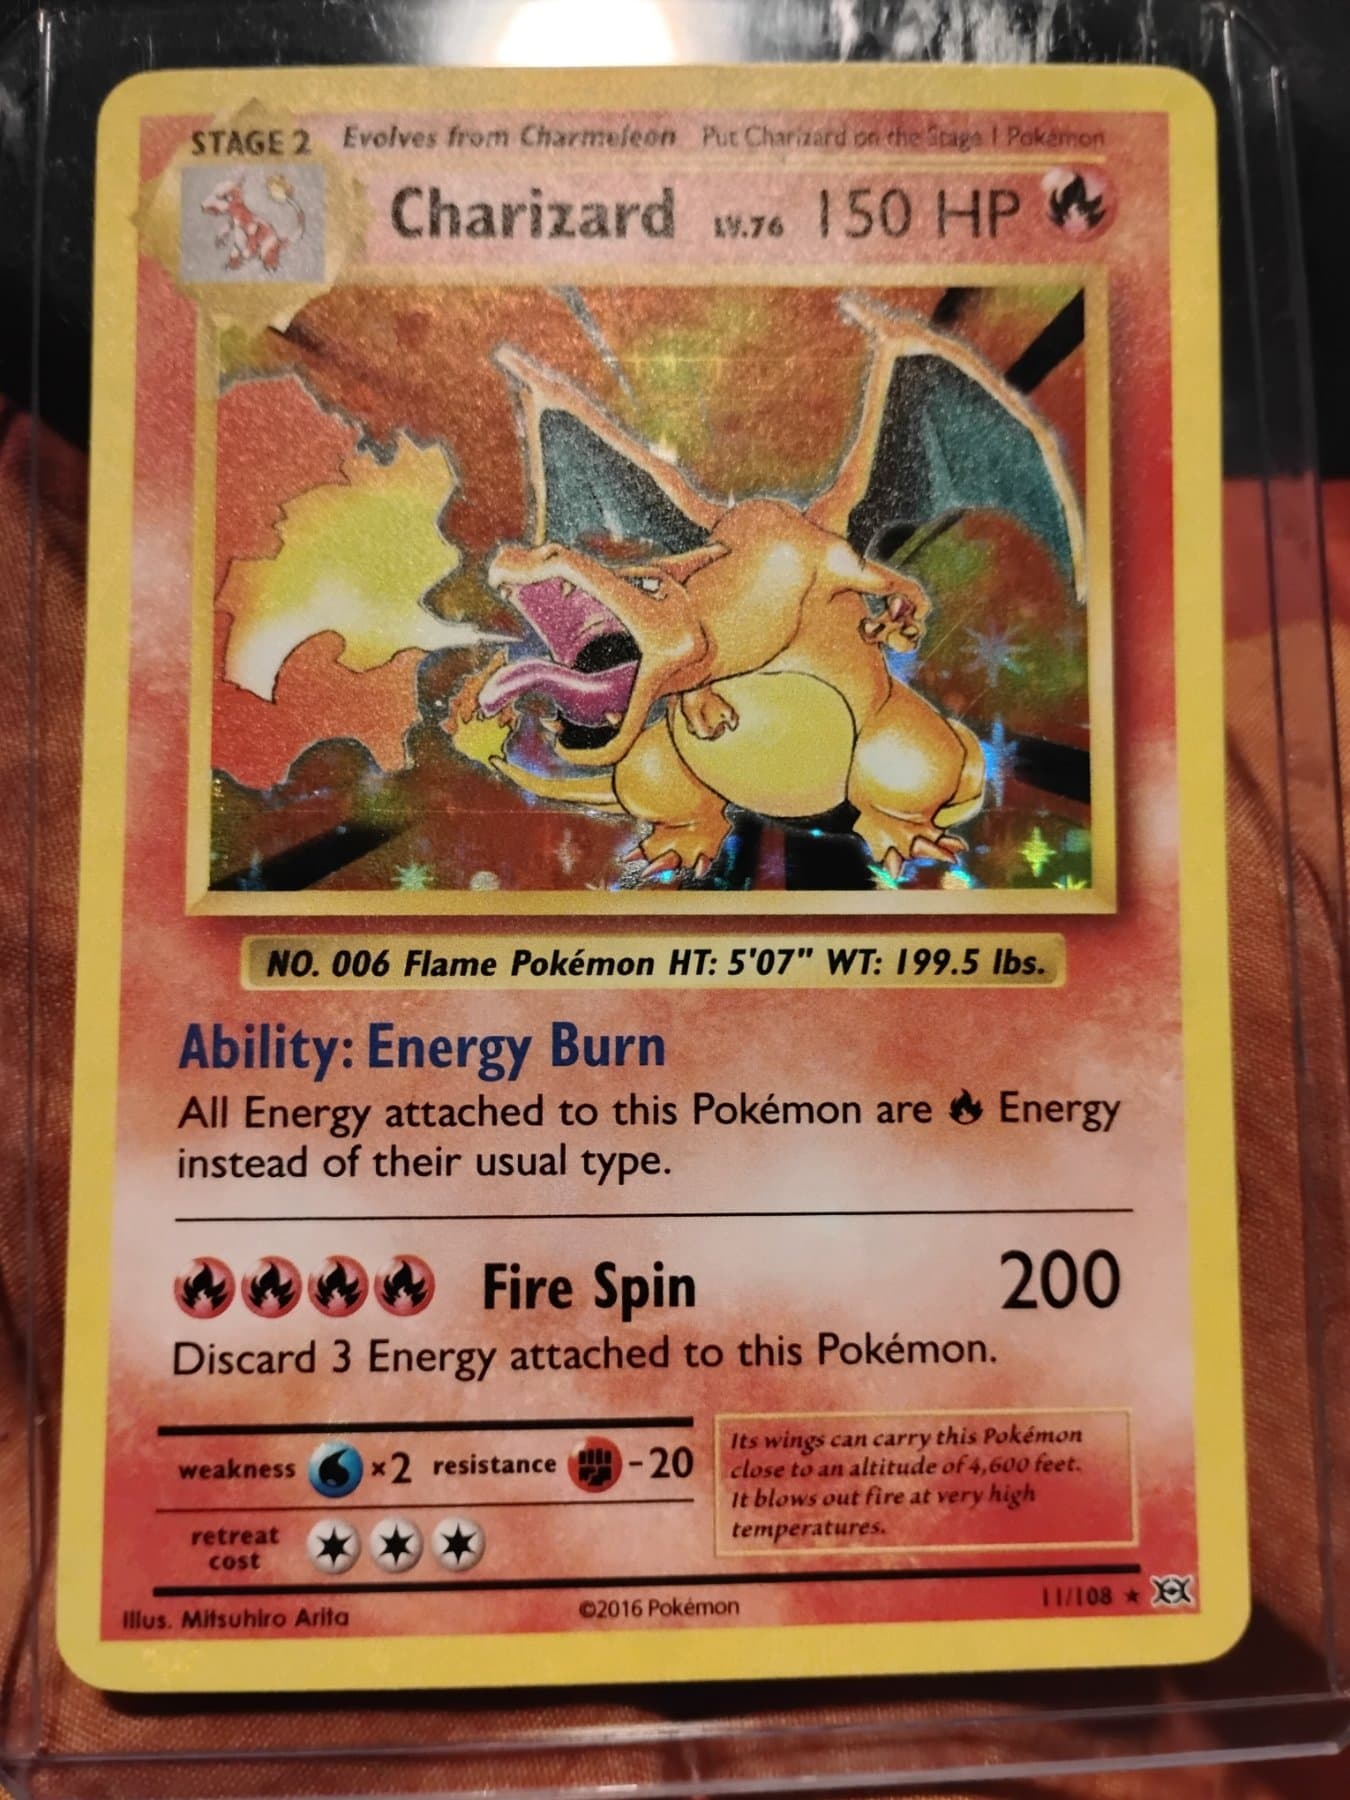 STAGE 2 Evolves from Charmeleon Put Charizard on the Stage 1 Pokémon
Charizard LV.76 150 HP
NO. 006 Flame Pokémon HT: 5'07" WT: 199.5 lbs.
Ability: Energy Burn
All Energy attached to this Pokémon are Energy
instead of their usual type.
Fire Spin 200
Discard 3 Energy attached to this Pokémon.
weakness ×2 resistance -20
retreat
cost
Its wings can carry this Pokémon
close to an altitude of 4,600 feet.
It blows out fire at very high
temperatures.
Illus. Mitsuhiro Arita ©2016 Pokémon 11/108 ★